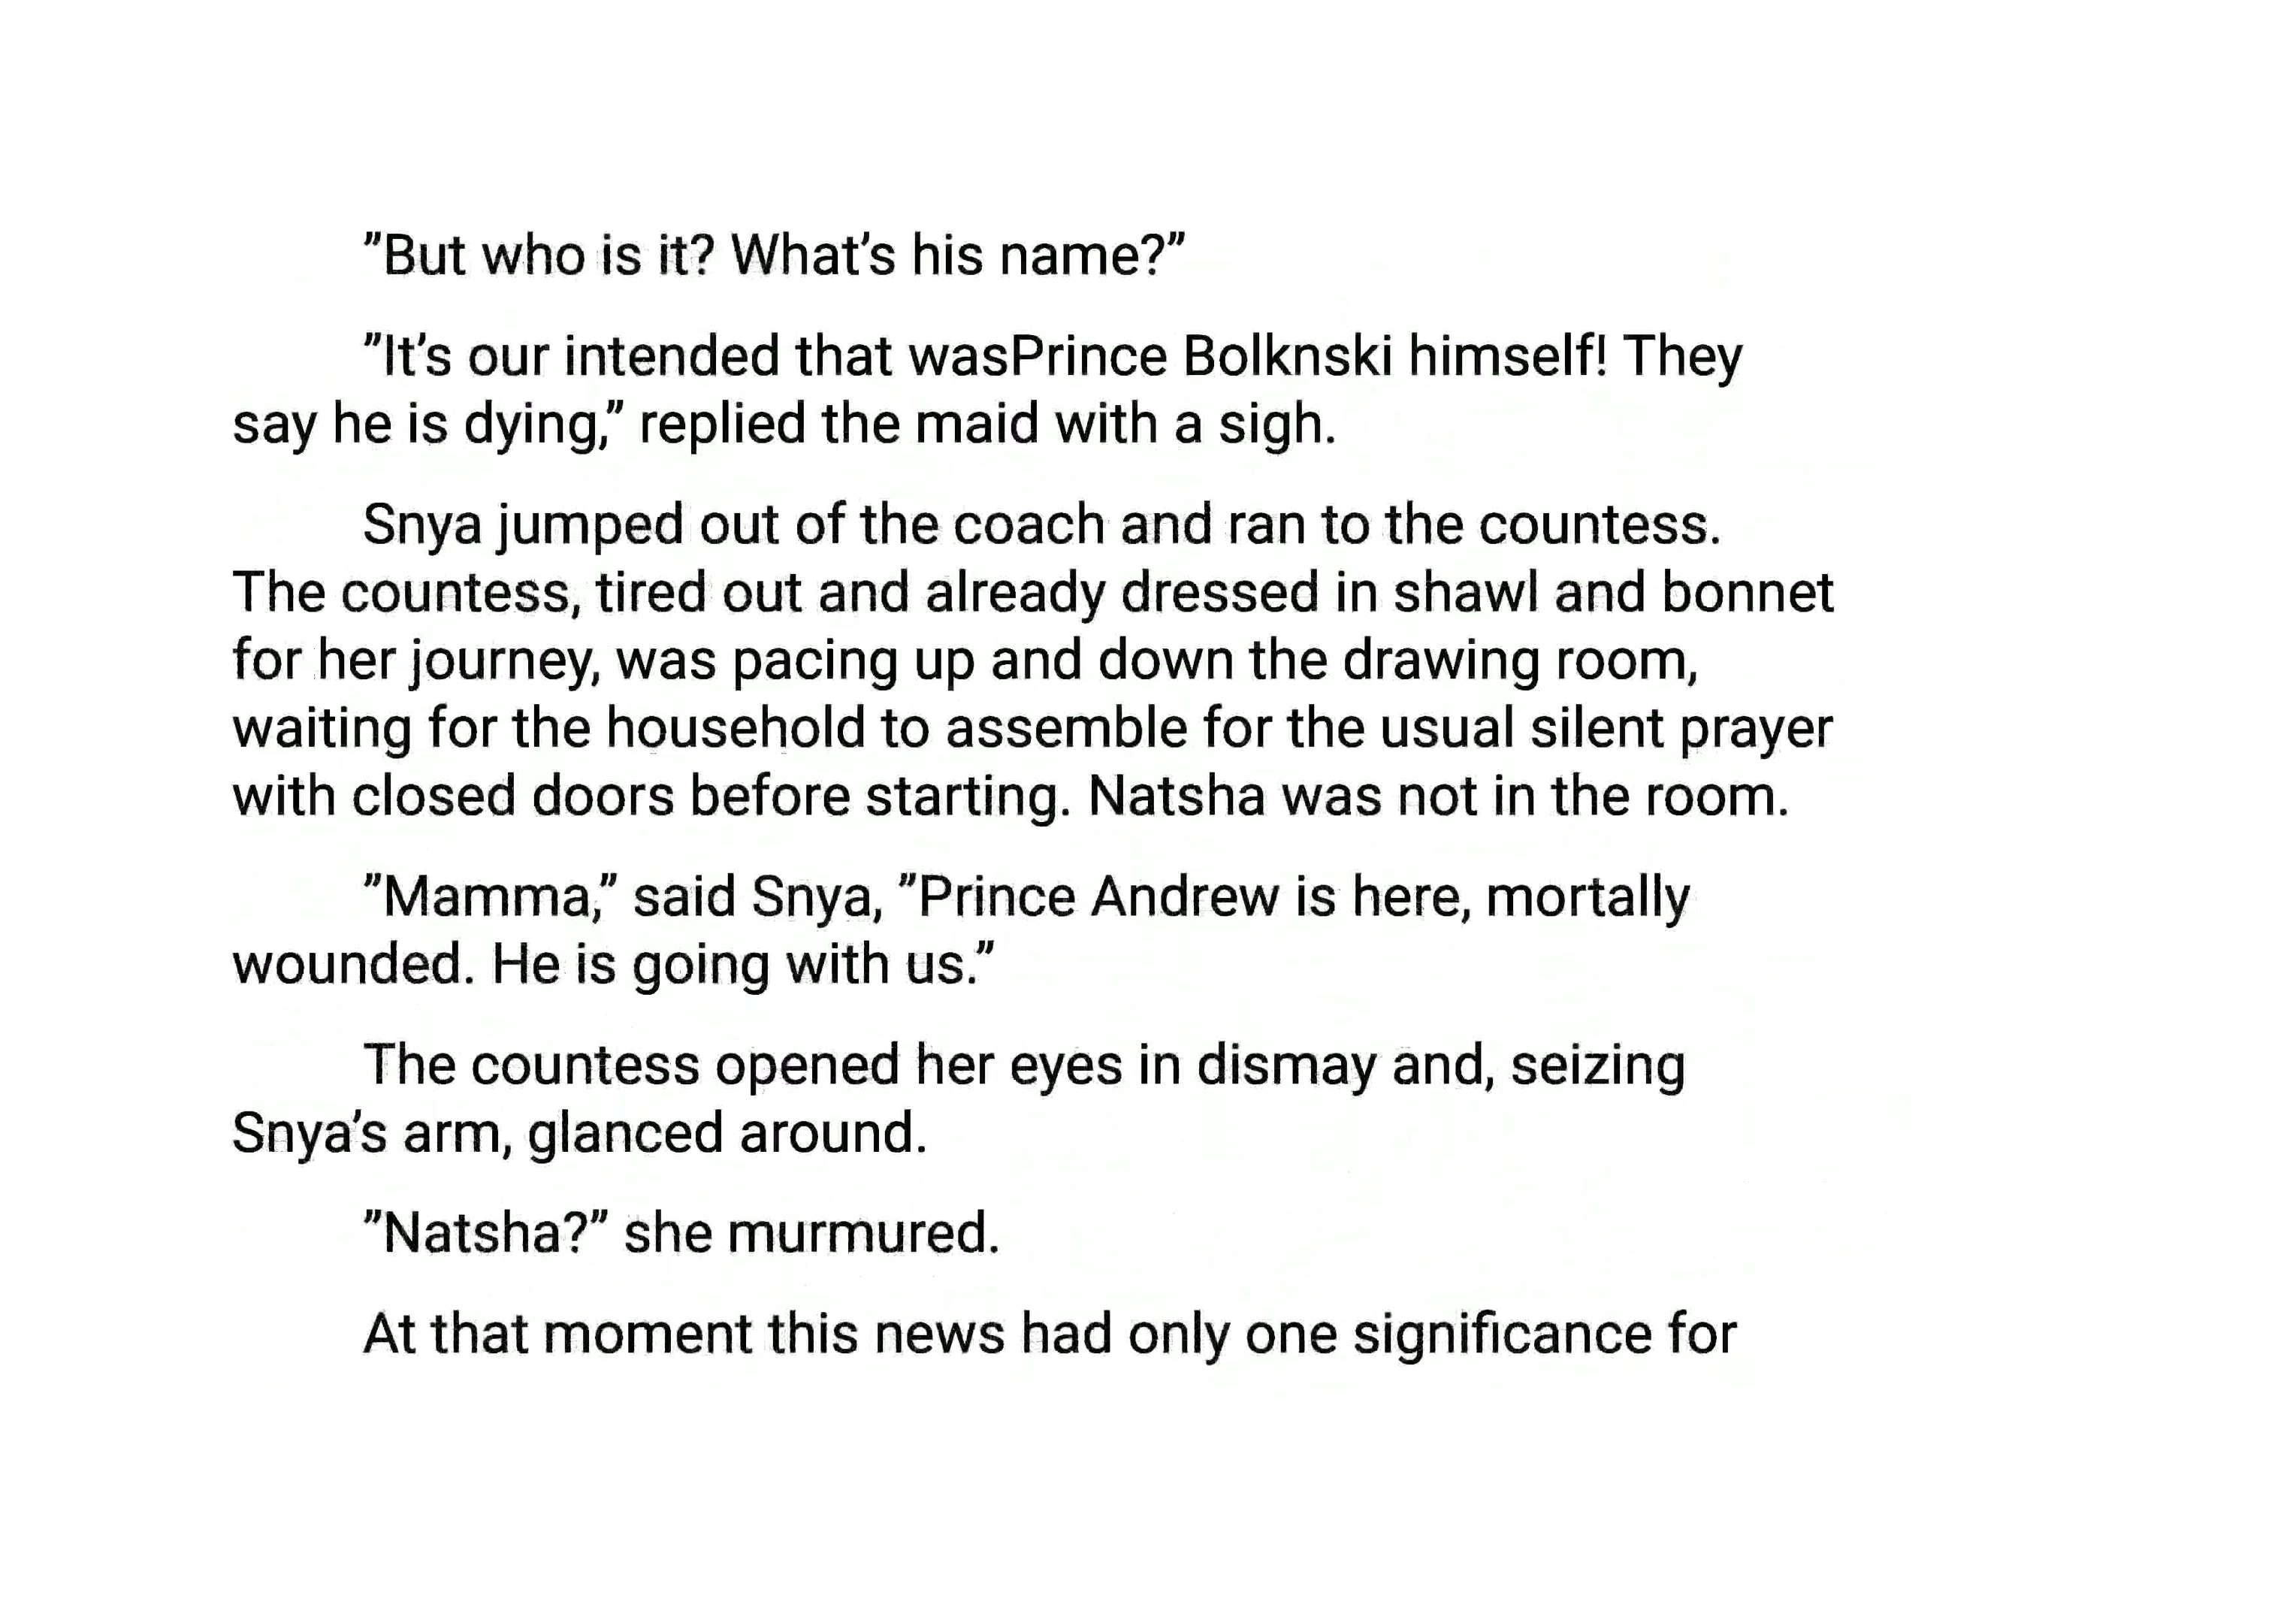 ”But who is it? What’s his name?”
”It’s our intended that wasPrince Bolknski himself! They
say he is dying,” replied the maid with a sigh.
Snya jumped out of the coach and ran to the countess.
The countess, tired out and already dressed in shawl and bonnet
for her journey, was pacing up and down the drawing room,
waiting for the household to assemble for the usual silent prayer
with closed doors before starting. Natsha was not in the room.
”Mamma,” said Snya, ”Prince Andrew is here, mortally
wounded. He is going with us.”
The countess opened her eyes in dismay and, seizing
Snya’s arm, glanced around.
”Natsha?” she murmured.
At that moment this news had only one significance for